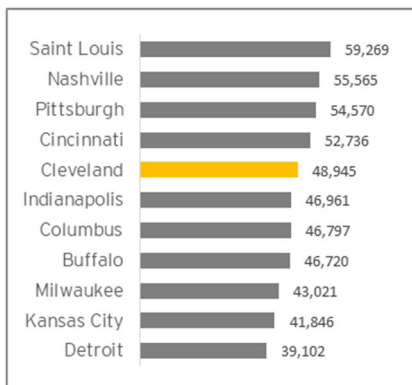 Saint Louis 59,269
Nashville 55,565
Pittsburgh 54,570
Cincinnati 52,736
Cleveland 48,945
Indianapolis 46,961
Columbus 46,797
Buffalo 46,720
Milwaukee 43,021
Kansas City 41,846
Detroit 39,102